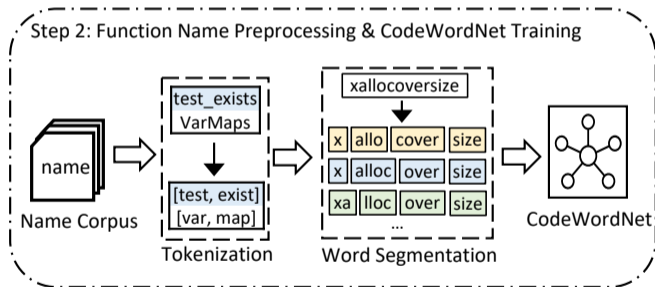 Step 2: Function Name Preprocessing & CodeWordNet Training
name
Name Corpus
test_exists
VarMaps
[test, exist]
[var, map]
Tokenization
xallocoversize
x allo cover size
x alloc over size
xa lloc over size
...
Word Segmentation
CodeWordNet